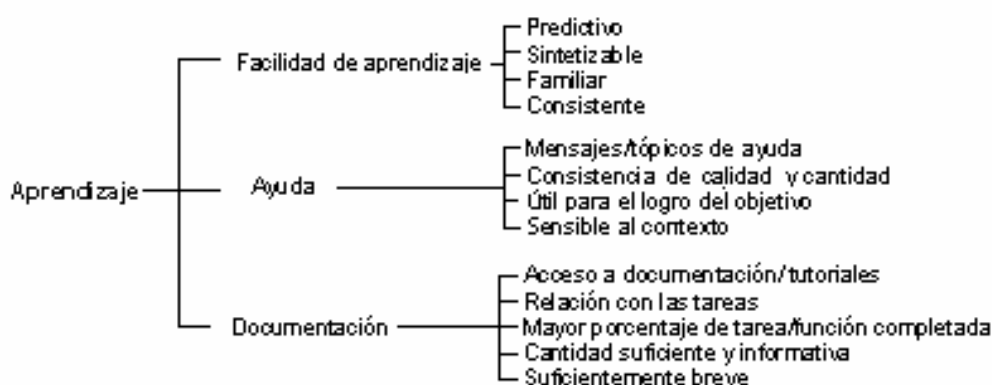 Aprendizaje
Facilidad de aprendizaje
Predictivo
Sintetizable
Familiar
Consistente
Ayuda
Mensajes/tópicos de ayuda
Consistencia de calidad y cantidad
Útil para el logro del objetivo
Sensible al contexto
Documentación
Acceso a documentación/tutoriales
Relación con las tareas
Mayor porcentaje de tarea/función completada
Cantidad suficiente y informativa
Suficientemente breve